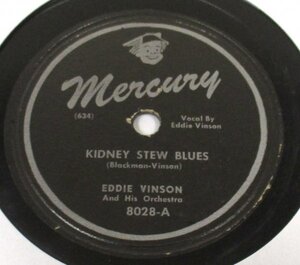 Mercury
(634)
Vocal By
Eddie Vinson
KIDNEY STEW BLUES
(Blackman-Vinson)
EDDIE VINSON
And His Orchestra
8028-A